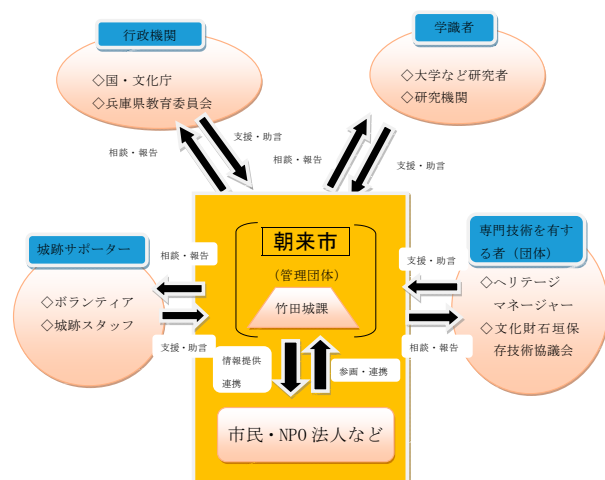 行政機関
◇国・文化庁
◇兵庫県教育委員会
学識者
◇大学など研究者
◇研究機関
支援・助言
相談・報告
相談・報告
支援・助言
城跡サポーター
◇ボランティア
◇城跡スタッフ
相談・報告
支援・助言
朝来市
(管理団体)
竹田城課
専門技術を有す
る者（団体）
◇ヘリテージ
マネージャー
◇文化財石垣保
存技術協議会
支援・助言
相談・報告
情報提供
連携
参画・連携
市民・NPO 法人など